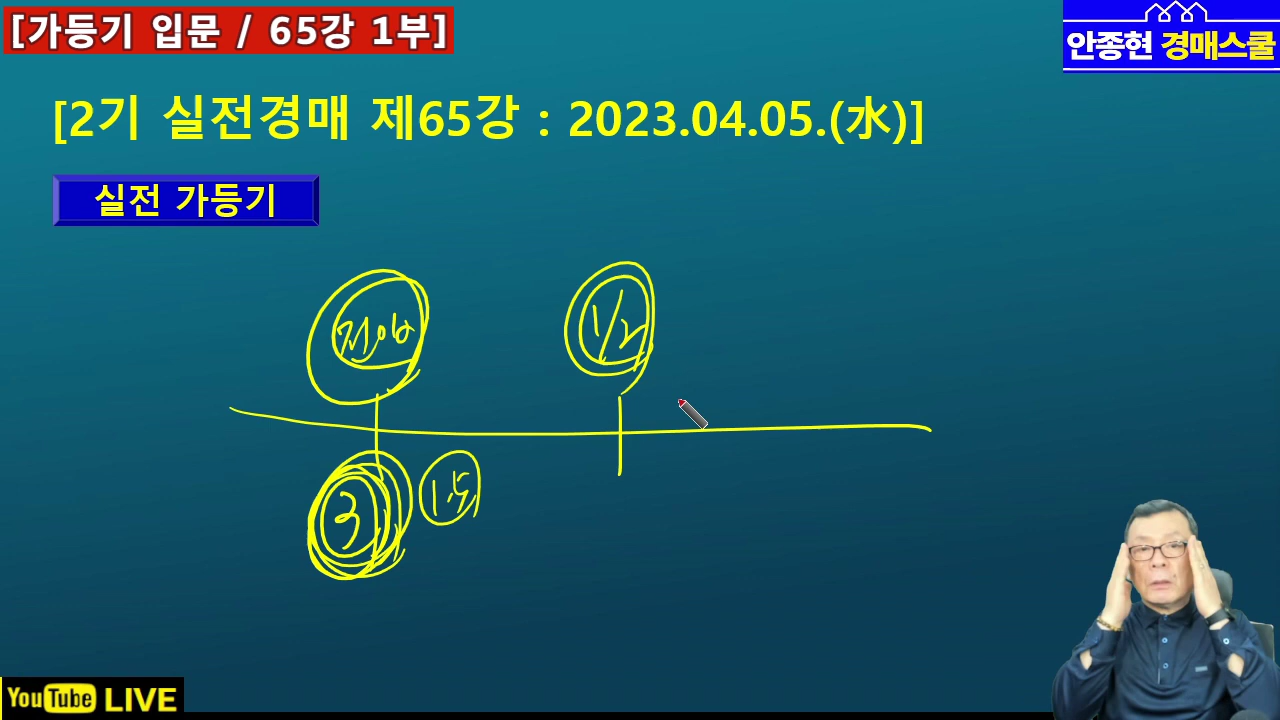 [가등기 입문 / 65강 1부]
안종현 경매스쿨
[2기 실전경매 제65강 : 2023.04.05.(水)]
실전 가등기
1/2
3
1.5
YouTube LIVE